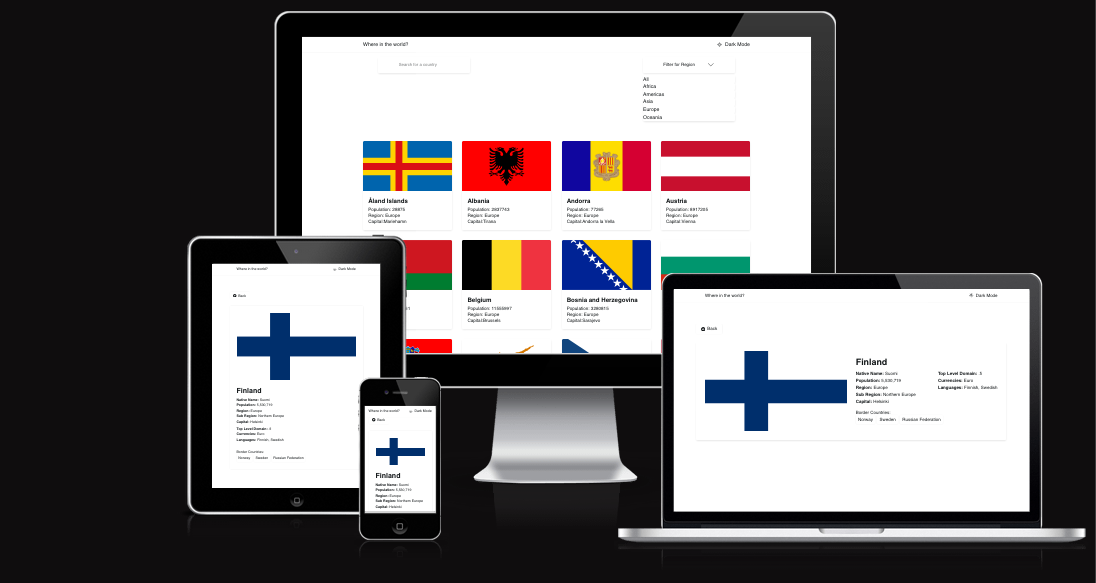 Where in the world?
Dark Mode
Search for a country
Filter for Region
All
Africa
Americas
Asia
Europe
Oceania
Åland Islands
Population: 28875
Region: Europe
Capital:Mariehamn
Albania
Population: 2837743
Region: Europe
Capital:Tirana
Andorra
Population: 77265
Region: Europe
Capital:Andorra la Vella
Austria
Population: 8917205
Region: Europe
Capital:Vienna
Belgium
Population: 11555997
Region: Europe
Capital:Brussels
Bosnia and Herzegovina
Population: 3280815
Region: Europe
Capital:Sarajevo
Where in the world?
Dark Mode
Back
Finland
Native Name: Suomi
Population: 5,530,719
Region: Europe
Sub Region: Northern Europe
Capital: Helsinki
Top Level Domain: .fi
Currencies: Euro
Languages: Finnish, Swedish
Border Countries:
Norway Sweden Russian Federation
Where in the world?
Dark Mode
Back
Finland
Native Name: Suomi
Population: 5,530,719
Region: Europe
Sub Region: Northern Europe
Capital: Helsinki
Where in the world?
Dark Mode
Back
Finland
Native Name: Suomi
Population: 5,530,719
Region: Europe
Sub Region: Northern Europe
Capital: Helsinki
Top Level Domain: .fi
Currencies: Euro
Languages: Finnish, Swedish
Border Countries:
Norway Sweden Russian Federation